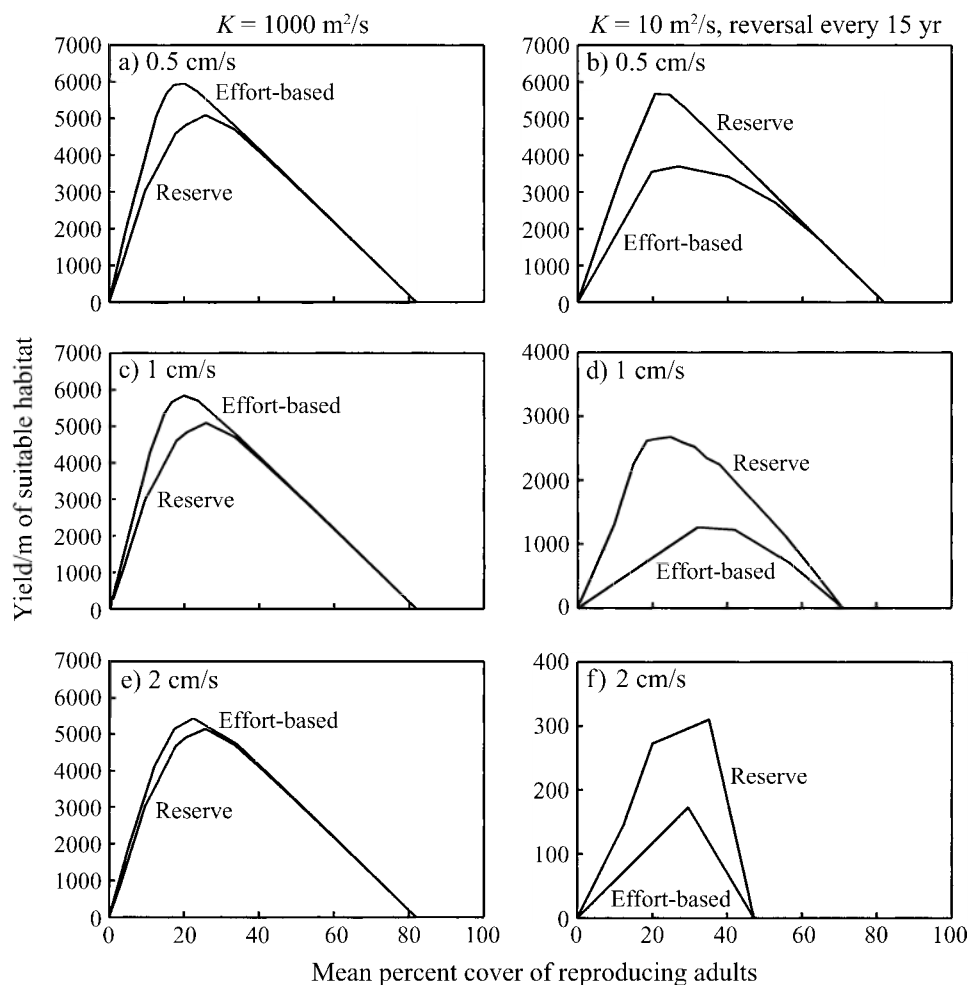 K = 1000 m²/s
K = 10 m²/s, reversal every 15 yr
Yield/m of suitable habitat
7000
6000
5000
4000
3000
2000
1000
0
a) 0.5 cm/s
Effort-based
Reserve
7000
6000
5000
4000
3000
2000
1000
0
b) 0.5 cm/s
Reserve
Effort-based
7000
6000
5000
4000
3000
2000
1000
0
c) 1 cm/s
Effort-based
Reserve
4000
3000
2000
1000
0
d) 1 cm/s
Reserve
Effort-based
7000
6000
5000
4000
3000
2000
1000
0
e) 2 cm/s
Effort-based
Reserve
0 20 40 60 80 100
400
300
200
100
0
f) 2 cm/s
Reserve
Effort-based
0 20 40 60 80 100
Mean percent cover of reproducing adults